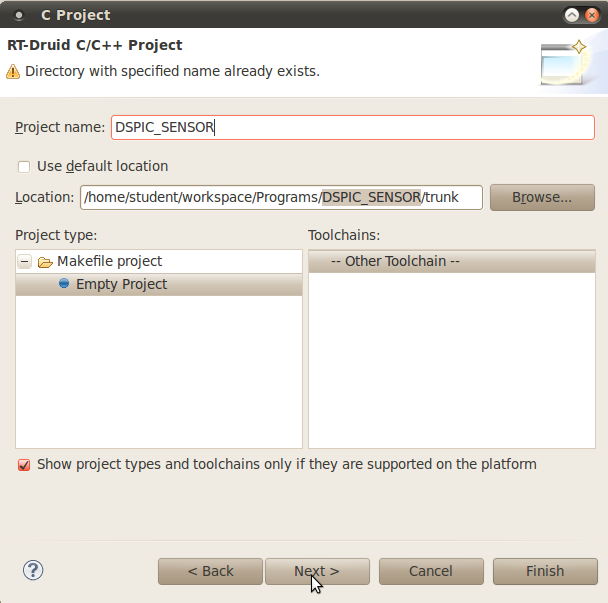 C Project
RT-Druid C/C++ Project
Directory with specified name already exists.
Project name: DSPIC_SENSOR
Use default location
Location: /home/student/workspace/Programs/DSPIC_SENSOR/trunk Browse...
Project type: Toolchains:
Makefile project -- Other Toolchain --
Empty Project
Show project types and toolchains only if they are supported on the platform
? < Back Next > Cancel Finish